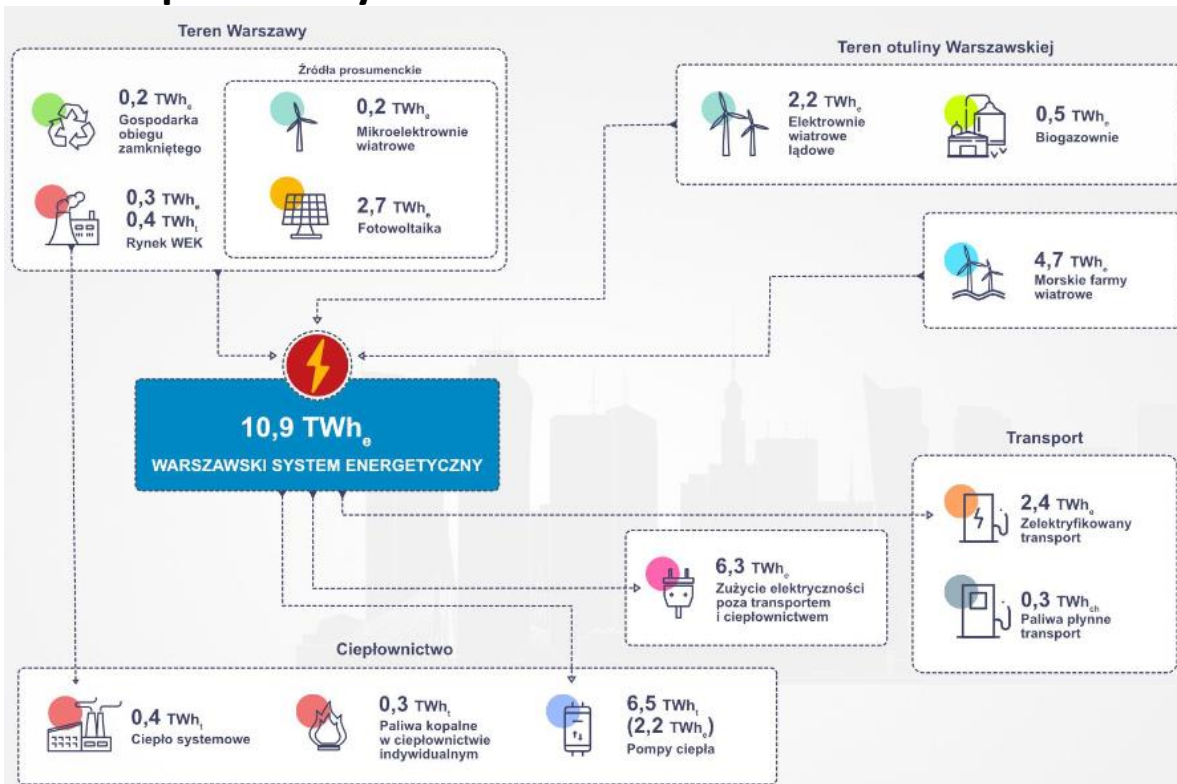 Teren Warszawy
Źródła prosumenckie
0,2 TWhe
Gospodarka
obiegu
zamkniętego
0,2 TWhe
Mikroelektrownie
wiatrowe
0,3 TWhe
0,4 TWht
Rynek WEK
2,7 TWhe
Fotowoltaika
Teren otuliny Warszawskiej
2,2 TWhe
Elektrownie
wiatrowe
lądowe
0,5 TWhe
Biogazownie
4,7 TWhe
Morskie farmy
wiatrowe
10,9 TWhe
WARSZAWSKI SYSTEM ENERGETYCZNY
Transport
2,4 TWhe
Zelektryfikowany
transport
0,3 TWhch
Paliwa płynne
transport
6,3 TWhe
Zużycie elektryczności
poza transportem
i ciepłownictwem
Ciepłownictwo
0,4 TWht
Ciepło systemowe
0,3 TWht
Paliwa kopalne
w ciepłownictwie
indywidualnym
6,5 TWht
(2,2 TWhe)
Pompy ciepła